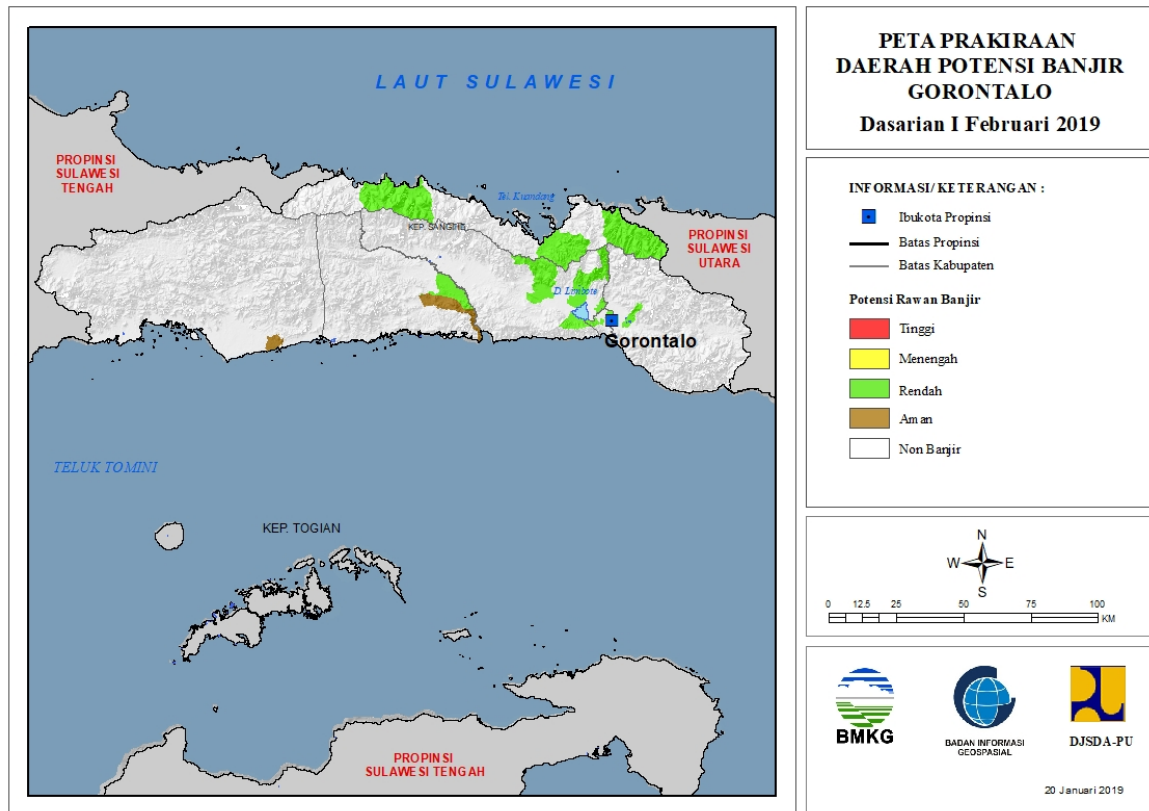 LAUT SULAWESI
PROPINSI
SULAWESI
TENGAH
Tel. Kuandang
KEP. SANGIHE
PROPINSI
SULAWESI
UTARA
D. Limboto
Gorontalo
TELUK TOMINI
KEP. TOGIAN
PROPINSI
SULAWESI TENGAH
PETA PRAKIRAAN
DAERAH POTENSI BANJIR
GORONTALO
Dasarian I Februari 2019
INFORMASI/ KETERANGAN :
Ibukota Propinsi
Batas Propinsi
Batas Kabupaten
Potensi Rawan Banjir
Tinggi
Menengah
Rendah
Aman
Non Banjir
N
W E
S
0 12.5 25 50 75 100
KM
BMKG
BADAN INFORMASI
GEOSPASIAL
DJSDA-PU
20 Januari 2019